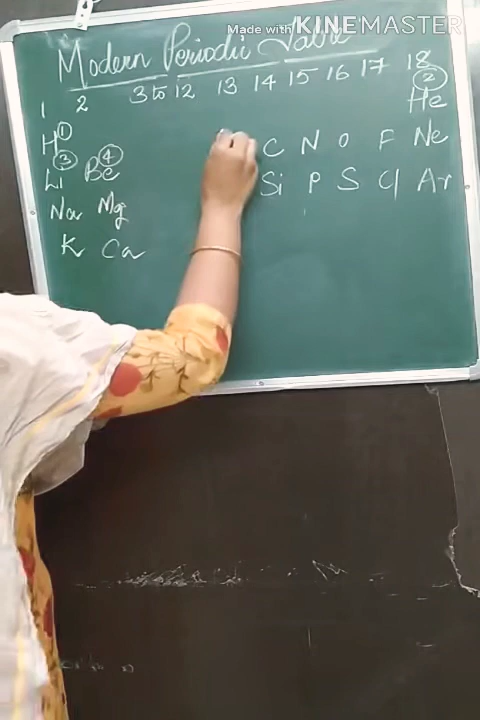 Made with KINEMASTER
Modern Periodic Table
1 2 3 to 12 13 14 15 16 17 18
H ① He ②
Li ③ Be ④ C N O F Ne
Na Mg Si P S Cl Ar
K Ca